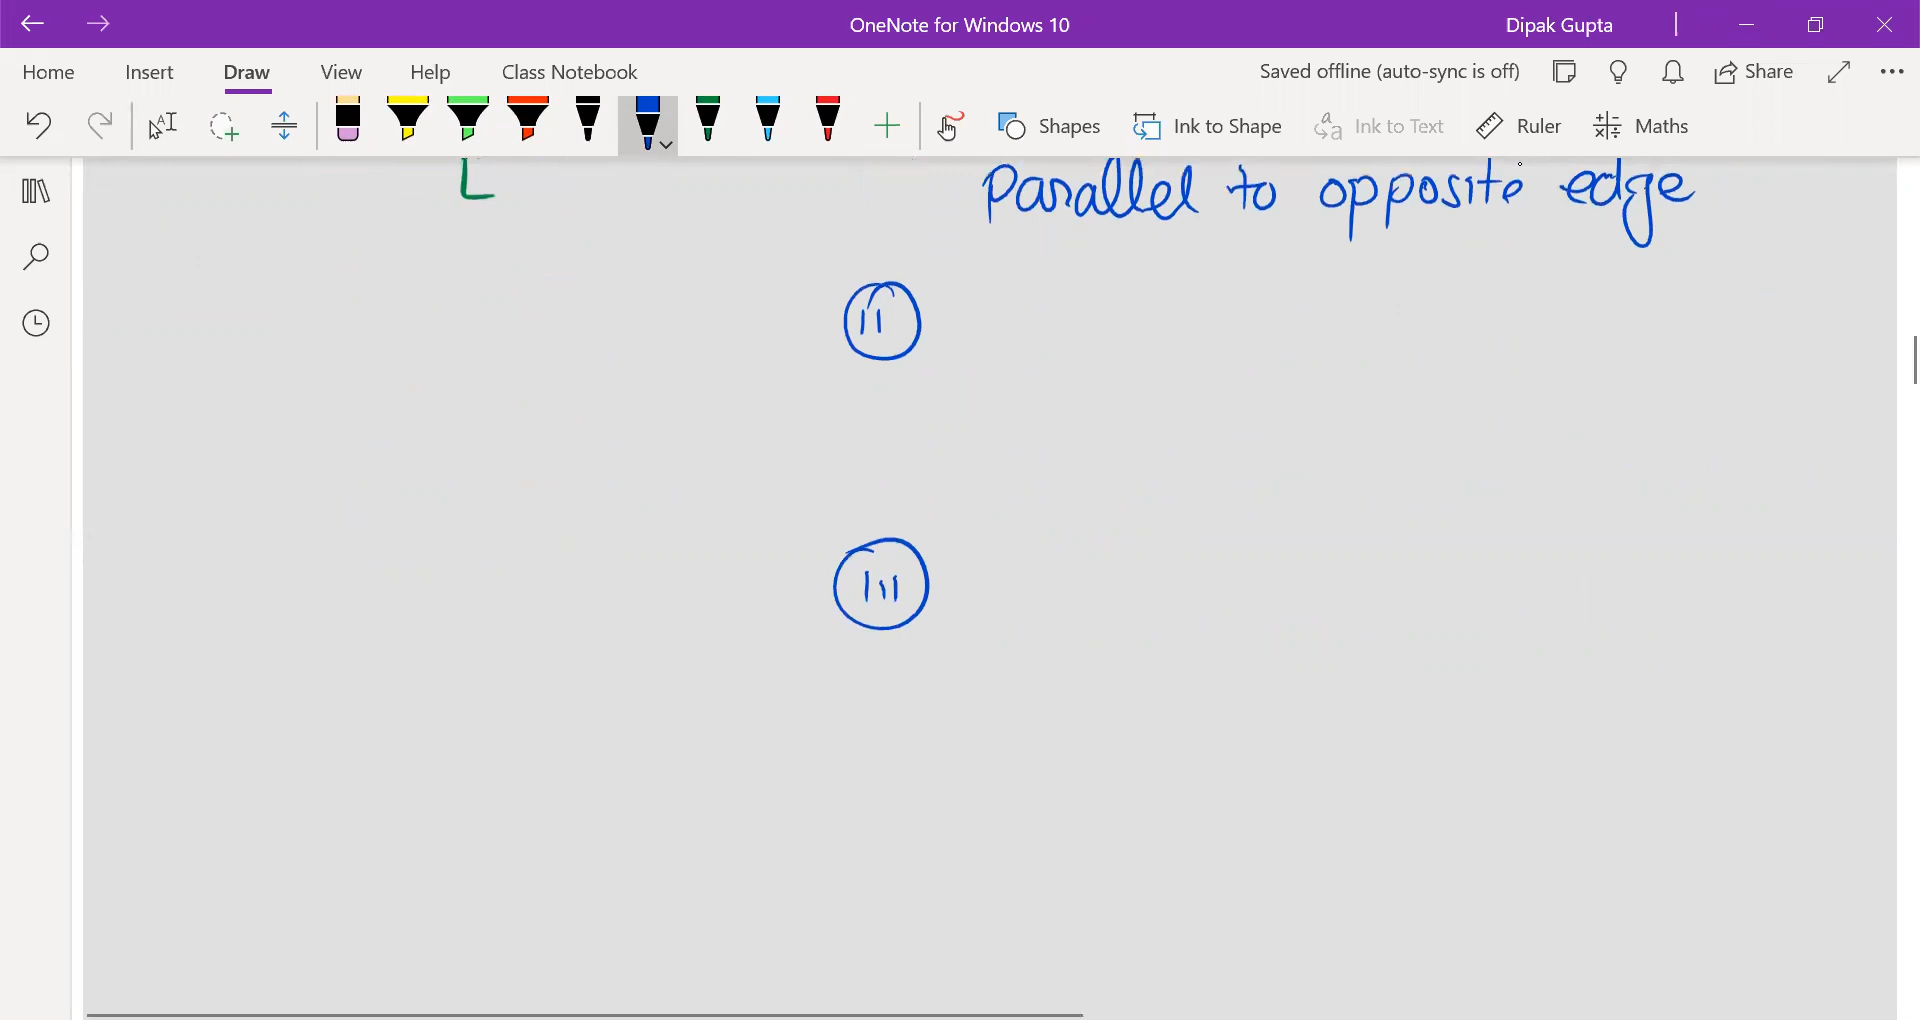 OneNote for Windows 10
Dipak Gupta
Home Insert Draw View Help Class Notebook
Saved offline (auto-sync is off) Share
Shapes Ink to Shape Ink to Text Ruler Maths
L
Parallel to opposite edge
II
III